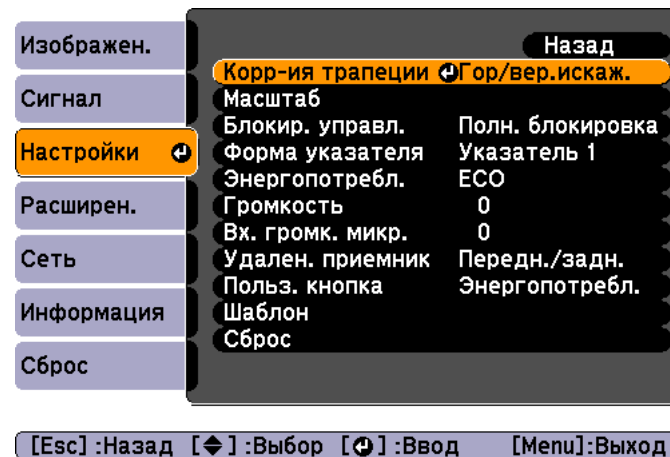 Изображен.
Сигнал
Настройки
Расширен.
Сеть
Информация
Сброс
Назад
Корр-ия трапеции Гор/вер.искаж.
Масштаб
Блокир. управл. Полн. блокировка
Форма указателя Указатель 1
Энергопотребл. ECO
Громкость 0
Вх. громк. микр. 0
Удален. приемник Передн./задн.
Польз. кнопка Энергопотребл.
Шаблон
Сброс
[Esc] :Назад [◆] :Выбор [⏎] :Ввод [Menu]:Выход